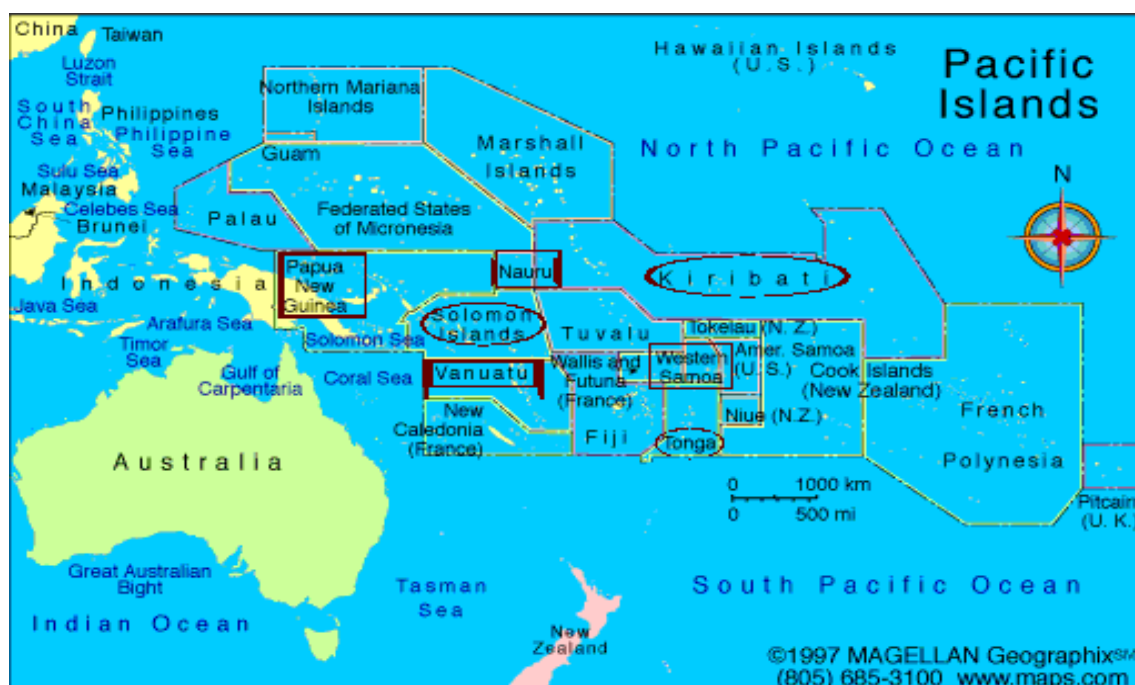 China
Taiwan
Luzon
Strait
South
China
Sea
Philippines
Philippine
Sea
Sulu Sea
Malaysia
Celebes Sea
Brunei
Indonesia
Java Sea
Northern Mariana
Islands
Guam
Palau
Federated States
of Micronesia
Marshall
Islands
Hawaiian Islands
(U.S.)
Pacific
Islands
North Pacific Ocean
N
Papua
New
Guinea
Nauru
Kiribati
Arafura Sea
Timor
Sea
Gulf of
Carpentaria
Solomon Sea
Solomon
Islands
Coral Sea
Vanuatu
Tuvalu
Tokelau (N. Z.)
Wallis and
Futuna
(France)
Western
Samoa
Amer. Samoa
(U. S.)
Cook Islands
(New Zealand)
New
Caledonia
(France)
Fiji
Tonga
Niue (N.Z.)
French
Polynesia
Pitcairn
(U. K.)
Australia
0 1000 km
0 500 mi
Great Australian
Bight
Indian Ocean
Tasman
Sea
New
Zealand
South Pacific Ocean
©1997 MAGELLAN Geographix℠
(805) 685-3100 www.maps.com